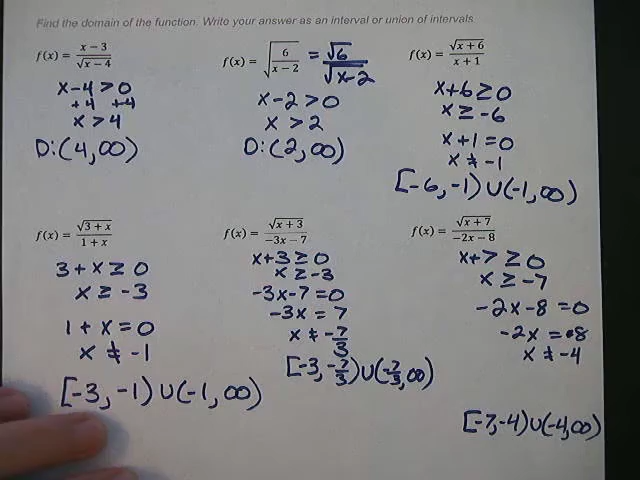 Find the domain of the function. Write your answer as an interval or union of intervals.
f(x) = (x − 3)/√(x − 4)
x-4 > 0
+4 +4
x > 4
D: (4, ∞)
f(x) = √(6/(x − 2)) = √6/√(x-2)
x-2 > 0
x > 2
D: (2, ∞)
f(x) = √(x + 6)/(x + 1)
x+6 ≥ 0
x ≥ -6
x+1 = 0
x ≠ -1
[-6, -1) ∪ (-1, ∞)
f(x) = √(3 + x)/(1 + x)
3 + x ≥ 0
x ≥ -3
1 + x = 0
x ≠ -1
[-3, -1) ∪ (-1, ∞)
f(x) = √(x + 3)/(−3x − 7)
x+3 ≥ 0
x ≥ -3
-3x-7 = 0
-3x = 7
x ≠ -7/3
[-3, -7/3) ∪ (-7/3, ∞)
f(x) = √(x + 7)/(−2x − 8)
x+7 ≥ 0
x ≥ -7
-2x-8 = 0
-2x = 8
x ≠ -4
[-7, -4) ∪ (-4, ∞)